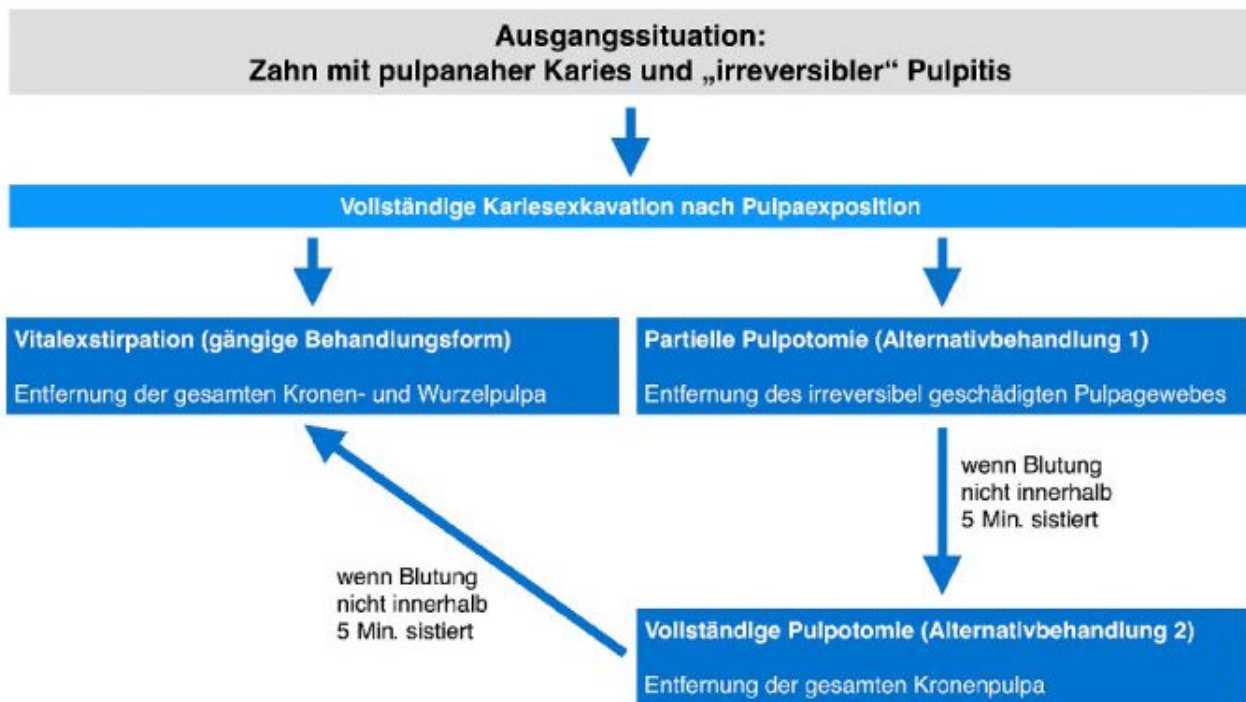 Ausgangssituation:
Zahn mit pulpanaher Karies und „irreversibler“ Pulpitis
Vollständige Kariesexkavation nach Pulpaexposition
Vitalexstirpation (gängige Behandlungsform)
Entfernung der gesamten Kronen- und Wurzelpulpa
Partielle Pulpotomie (Alternativbehandlung 1)
Entfernung des irreversibel geschädigten Pulpagewebes
wenn Blutung
nicht innerhalb
5 Min. sistiert
wenn Blutung
nicht innerhalb
5 Min. sistiert
Vollständige Pulpotomie (Alternativbehandlung 2)
Entfernung der gesamten Kronenpulpa